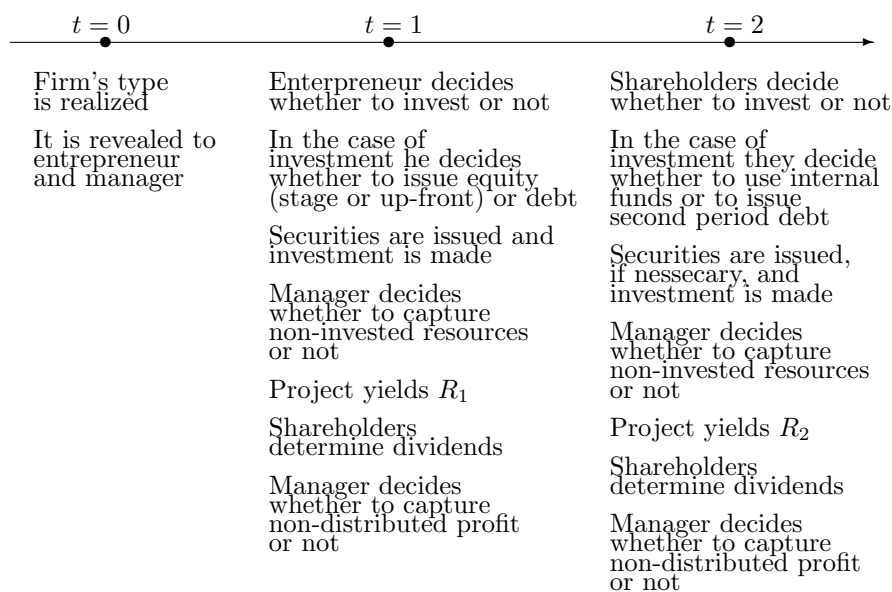 t = 0
t = 1
t = 2
Firm's type
is realized
It is revealed to
entrepreneur
and manager
Enterpreneur decides
whether to invest or not
In the case of
investment he decides
whether to issue equity
(stage or up-front) or debt
Securities are issued and
investment is made
Manager decides
whether to capture
non-invested resources
or not
Project yields R1
Shareholders
determine dividends
Manager decides
whether to capture
non-distributed profit
or not
Shareholders decide
whether to invest or not
In the case of
investment they decide
whether to use internal
funds or to issue
second period debt
Securities are issued,
if nessecary, and
investment is made
Manager decides
whether to capture
non-invested resources
or not
Project yields R2
Shareholders
determine dividends
Manager decides
whether to capture
non-distributed profit
or not